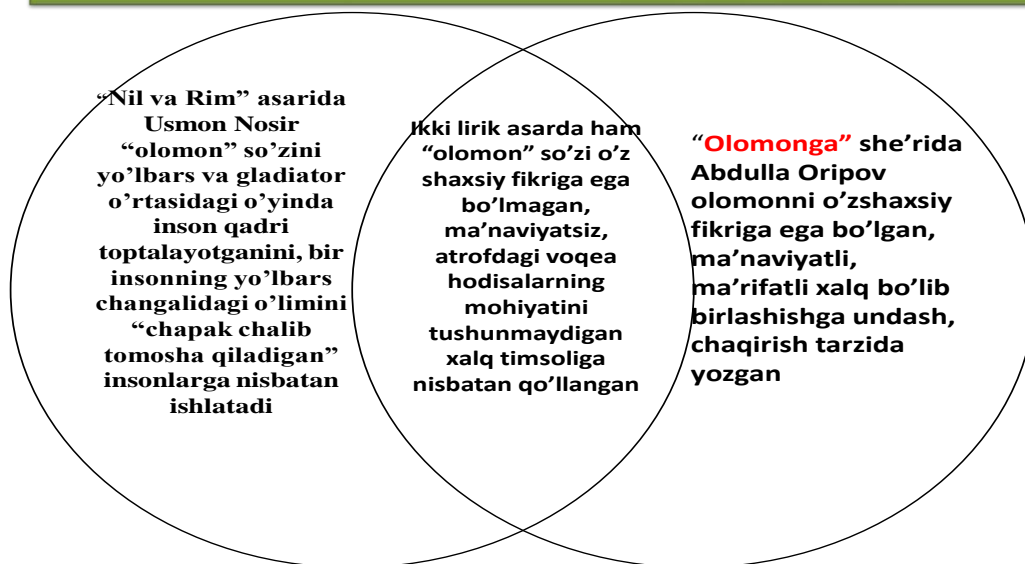 “Nil va Rim” asarida
Usmon Nosir
“olomon” so’zini
yo’lbars va gladiator
o’rtasidagi o’yinda
inson qadri
toptalayotganini, bir
insonning yo’lbars
changalidagi o’limini
“chapak chalib
tomosha qiladigan”
insonlarga nisbatan
ishlatadi
Ikki lirik asarda ham
“olomon” so’zi o’z
shaxsiy fikriga ega
bo’lmagan,
ma’naviyatsiz,
atrofdagi voqea
hodisalarning
mohiyatini
tushunmaydigan
xalq timsoliga
nisbatan qo’llangan
“Olomonga” she’rida
Abdulla Oripov
olomonni o’zshaxsiy
fikriga ega bo’lgan,
ma’naviyatli,
ma’rifatli xalq bo’lib
birlashishga undash,
chaqirish tarzida
yozgan